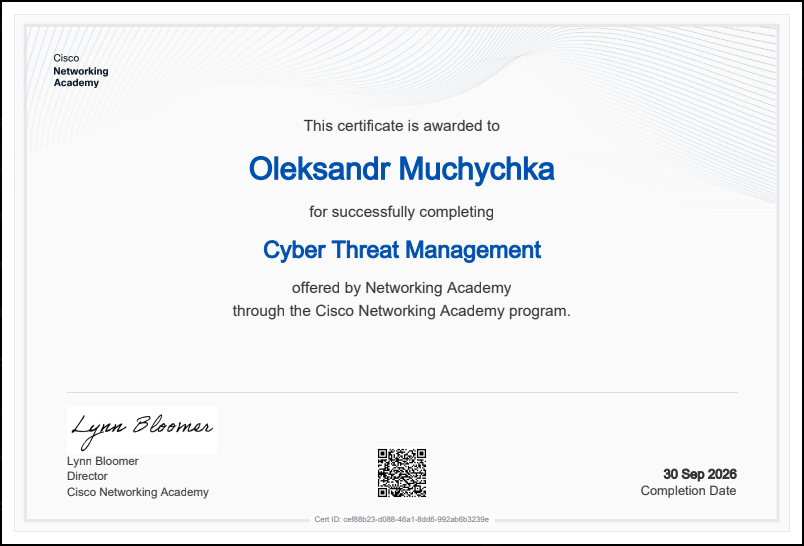 Cisco
Networking
Academy
This certificate is awarded to
Oleksandr Muchychka
for successfully completing
Cyber Threat Management
offered by Networking Academy
through the Cisco Networking Academy program.
Lynn Bloomer
Lynn Bloomer
Director
Cisco Networking Academy
30 Sep 2026
Completion Date
Cert ID: cef88b23-d088-46a1-8dd6-992ab6b3239e